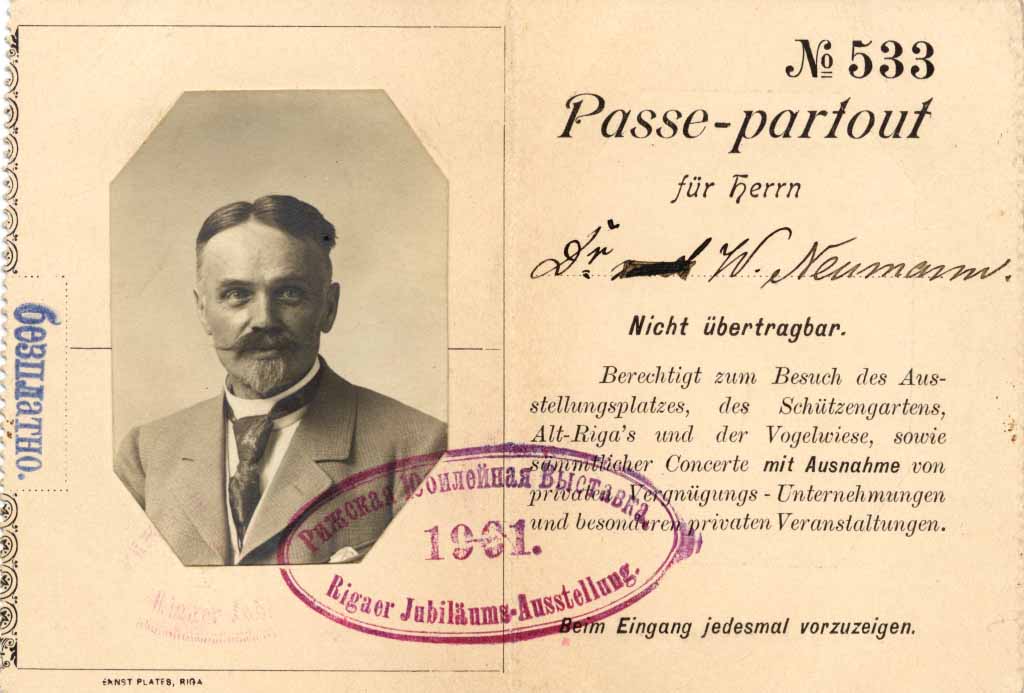 безплатно.
№ 533
Passe-partout
für Herrn
Dr W. Neumann.
Nicht übertragbar.
Berechtigt zum Besuch des Aus-
stellungsplatzes, des Schützengartens,
Alt-Riga's und der Vogelwiese, sowie
sämmtlicher Concerte mit Ausnahme von
privaten Vergnügungs-Unternehmungen
und besonderen privaten Veranstaltungen.
Рижская Юбилейная Выставка
1901.
Rigaer Jubiläums-Ausstellung.
Rigaer Jubi
Beim Eingang jedesmal vorzuzeigen.
ERNST PLATES, RIGA